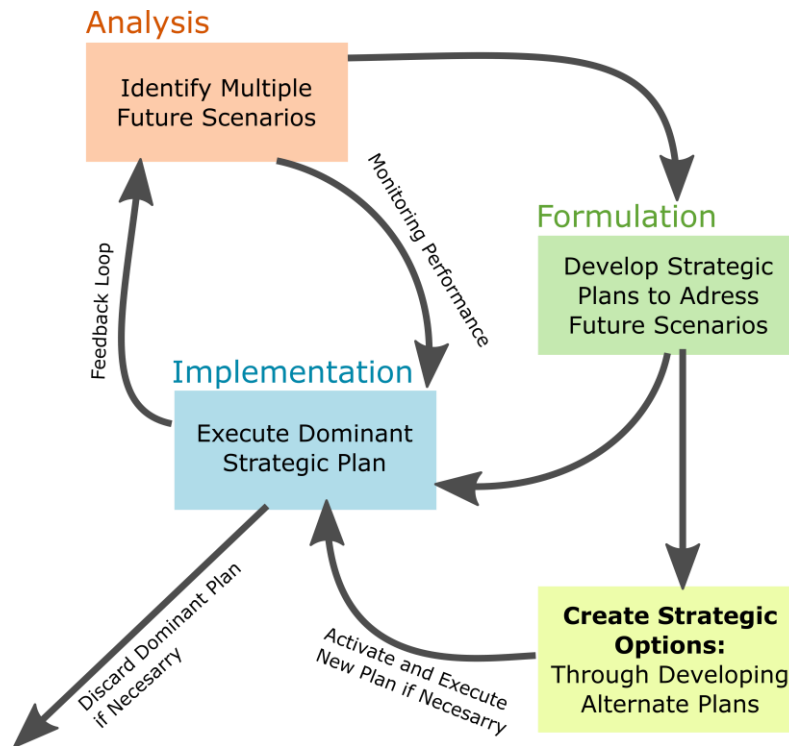 Analysis
Identify Multiple
Future Scenarios
Monitoring Performance
Feedback Loop
Formulation
Develop Strategic
Plans to Adress
Future Scenarios
Implementation
Execute Dominant
Strategic Plan
Discard Dominant Plan
if Necesarry
Activate and Execute
New Plan if Necesarry
Create Strategic
Options:
Through Developing
Alternate Plans